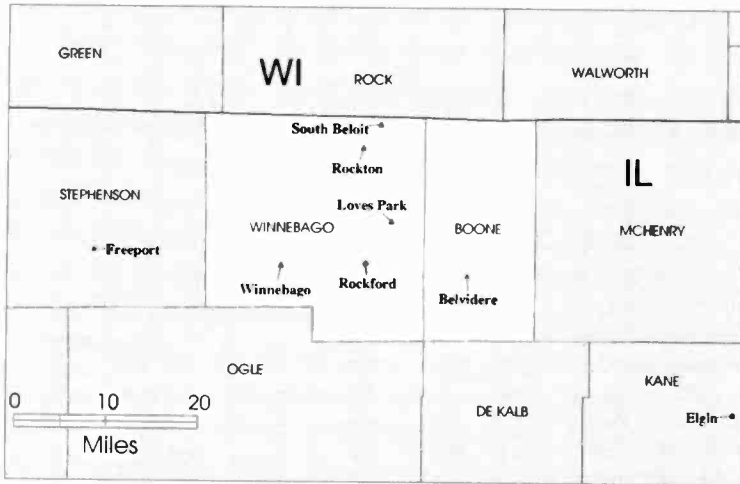 GREEN
WI
ROCK
WALWORTH
South Beloit
Rockton
IL
STEPHENSON
Loves Park
WINNEBAGO
BOONE
MCHENRY
Freeport
Winnebago
Rockford
Belvidere
OGLE
KANE
0 10 20
DE KALB
Elgin
Miles